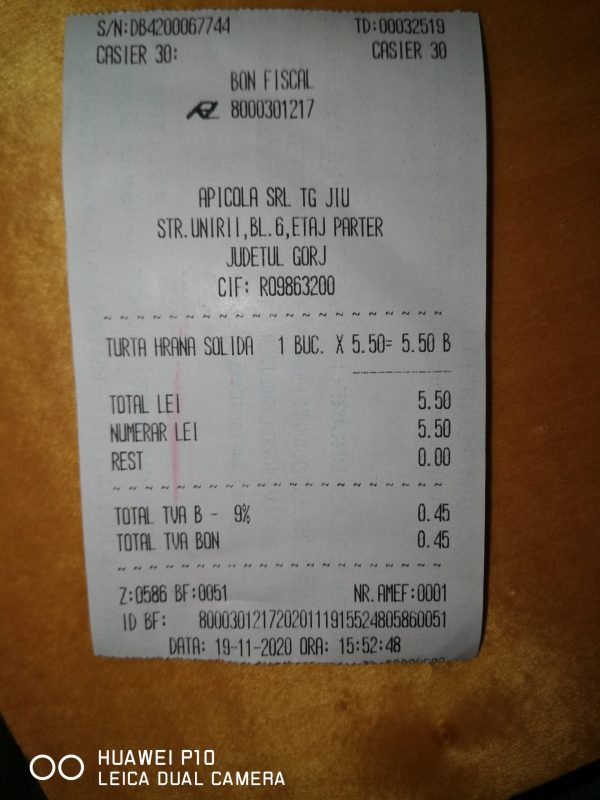 S/N:DB4200067744 TD:00032519
CASIER 30: CASIER 30
BON FISCAL
8000301217
APICOLA SRL TG JIU
STR.UNIRII,BL.6,ETAJ PARTER
JUDETUL GORJ
CIF: RO9863200
~ ~ ~ ~ ~ ~ ~ ~ ~ ~ ~ ~ ~ ~ ~ ~ ~ ~ ~ ~ ~
TURTA HRANA SOLIDA 1 BUC. X 5.50= 5.50 B
TOTAL LEI 5.50
NUMERAR LEI 5.50
REST 0.00
~ ~ ~ ~ ~ ~ ~ ~ ~ ~ ~ ~ ~ ~ ~ ~ ~ ~ ~ ~ ~
TOTAL TVA B - 9% 0.45
TOTAL TVA BON 0.45
~ ~ ~ ~ ~ ~ ~ ~ ~ ~ ~ ~ ~ ~ ~ ~ ~ ~ ~ ~ ~
Z:0586 BF:0051 NR.AMEF:0001
ID BF: 80003012172020111915524805860051
DATA: 19-11-2020 ORA: 15:52:48
HUAWEI P10
LEICA DUAL CAMERA